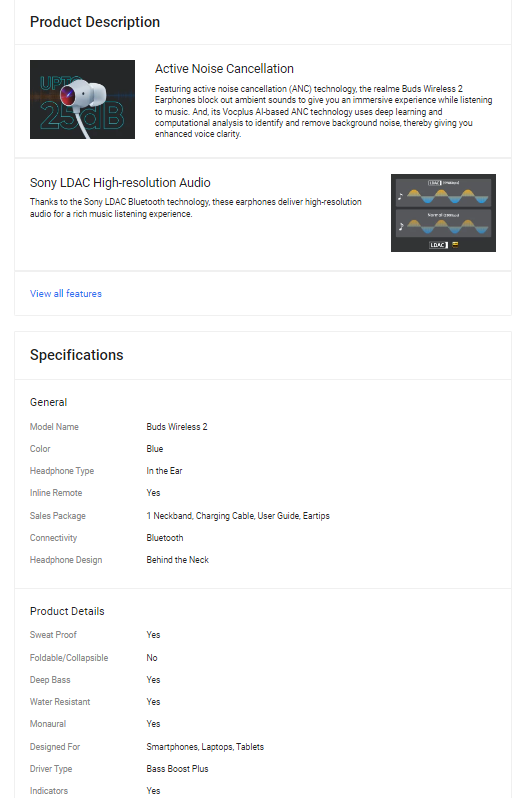 Product Description
UPTO
25dB
Active Noise Cancellation
Featuring active noise cancellation (ANC) technology, the realme Buds Wireless 2
Earphones block out ambient sounds to give you an immersive experience while listening
to music. And, its Vocplus AI-based ANC technology uses deep learning and
computational analysis to identify and remove background noise, thereby giving you
enhanced voice clarity.
Sony LDAC High-resolution Audio
Thanks to the Sony LDAC Bluetooth technology, these earphones deliver high-resolution
audio for a rich music listening experience.
LDAC
LDAC
View all features
Specifications
General
Model Name Buds Wireless 2
Color Blue
Headphone Type In the Ear
Inline Remote Yes
Sales Package 1 Neckband, Charging Cable, User Guide, Eartips
Connectivity Bluetooth
Headphone Design Behind the Neck
Product Details
Sweat Proof Yes
Foldable/Collapsible No
Deep Bass Yes
Water Resistant Yes
Monaural Yes
Designed For Smartphones, Laptops, Tablets
Driver Type Bass Boost Plus
Indicators Yes